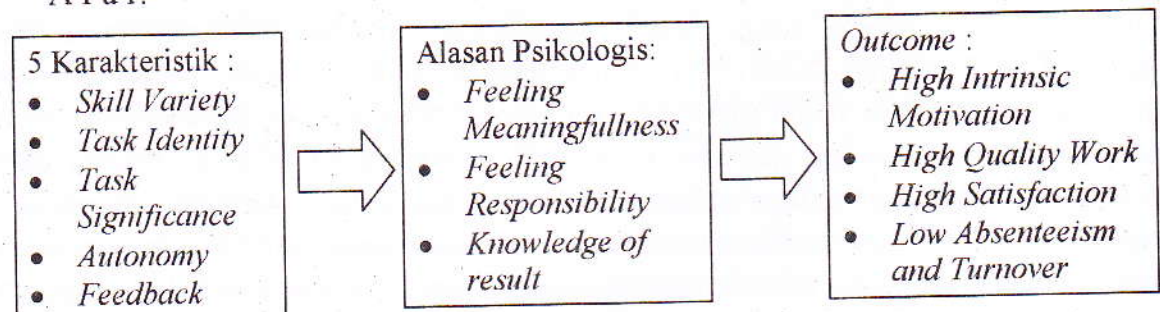 5 Karakteristik :
• Skill Variety
• Task Identity
• Task
Significance
• Autonomy
• Feedback
Alasan Psikologis:
• Feeling
Meaningfullness
• Feeling
Responsibility
• Knowledge of
result
Outcome :
• High Intrinsic
Motivation
• High Quality Work
• High Satisfaction
• Low Absenteeism
and Turnover